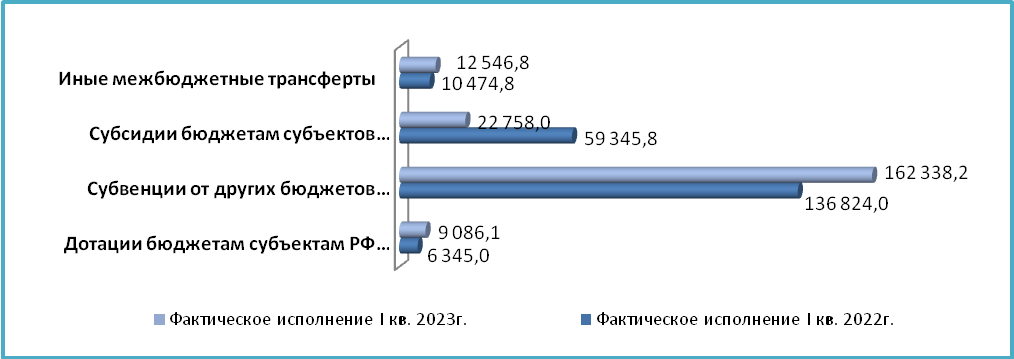 12 546,8
Иные межбюджетные трансферты
10 474,8
22 758,0
Субсидии бюджетам субъектов...
59 345,8
162 338,2
Субвенции от других бюджетов...
136 824,0
9 086,1
Дотации бюджетам субъектам РФ...
6 345,0
Фактическое исполнение I кв. 2023г.
Фактическое исполнение I кв. 2022г.